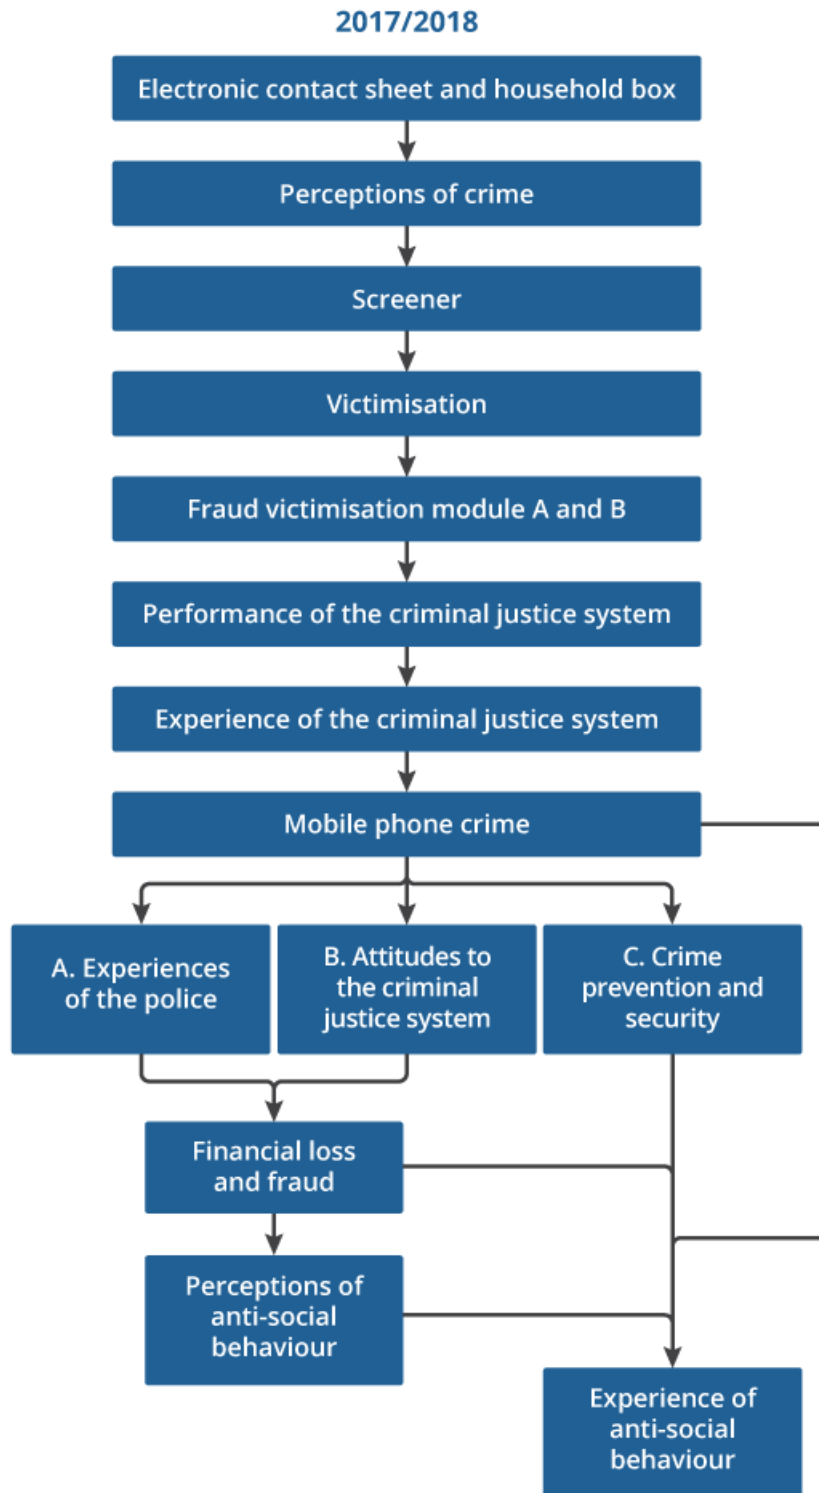 2017/2018
Electronic contact sheet and household box
Perceptions of crime
Screener
Victimisation
Fraud victimisation module A and B
Performance of the criminal justice system
Experience of the criminal justice system
Mobile phone crime
A. Experiences
of the police
B. Attitudes to
the criminal
justice system
C. Crime
prevention and
security
Financial loss
and fraud
Perceptions of
anti-social
behaviour
Experience of
anti-social
behaviour